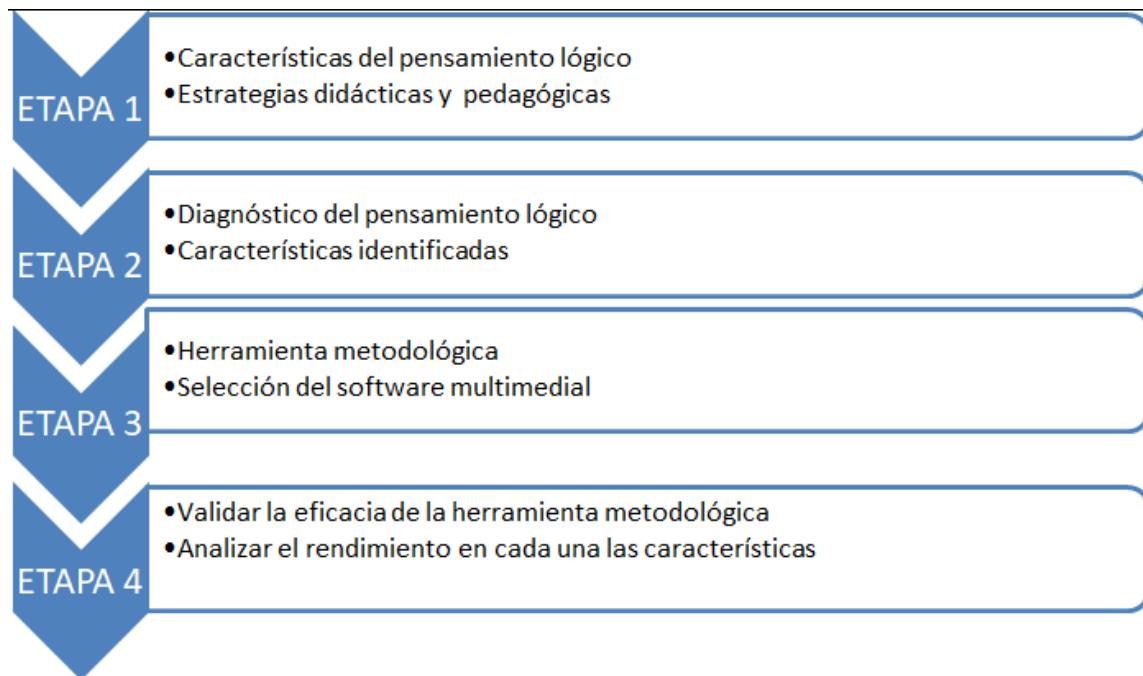 ETAPA 1
•Características del pensamiento lógico
•Estrategias didácticas y pedagógicas
ETAPA 2
•Diagnóstico del pensamiento lógico
•Características identificadas
ETAPA 3
•Herramienta metodológica
•Selección del software multimedial
ETAPA 4
•Validar la eficacia de la herramienta metodológica
•Analizar el rendimiento en cada una las características